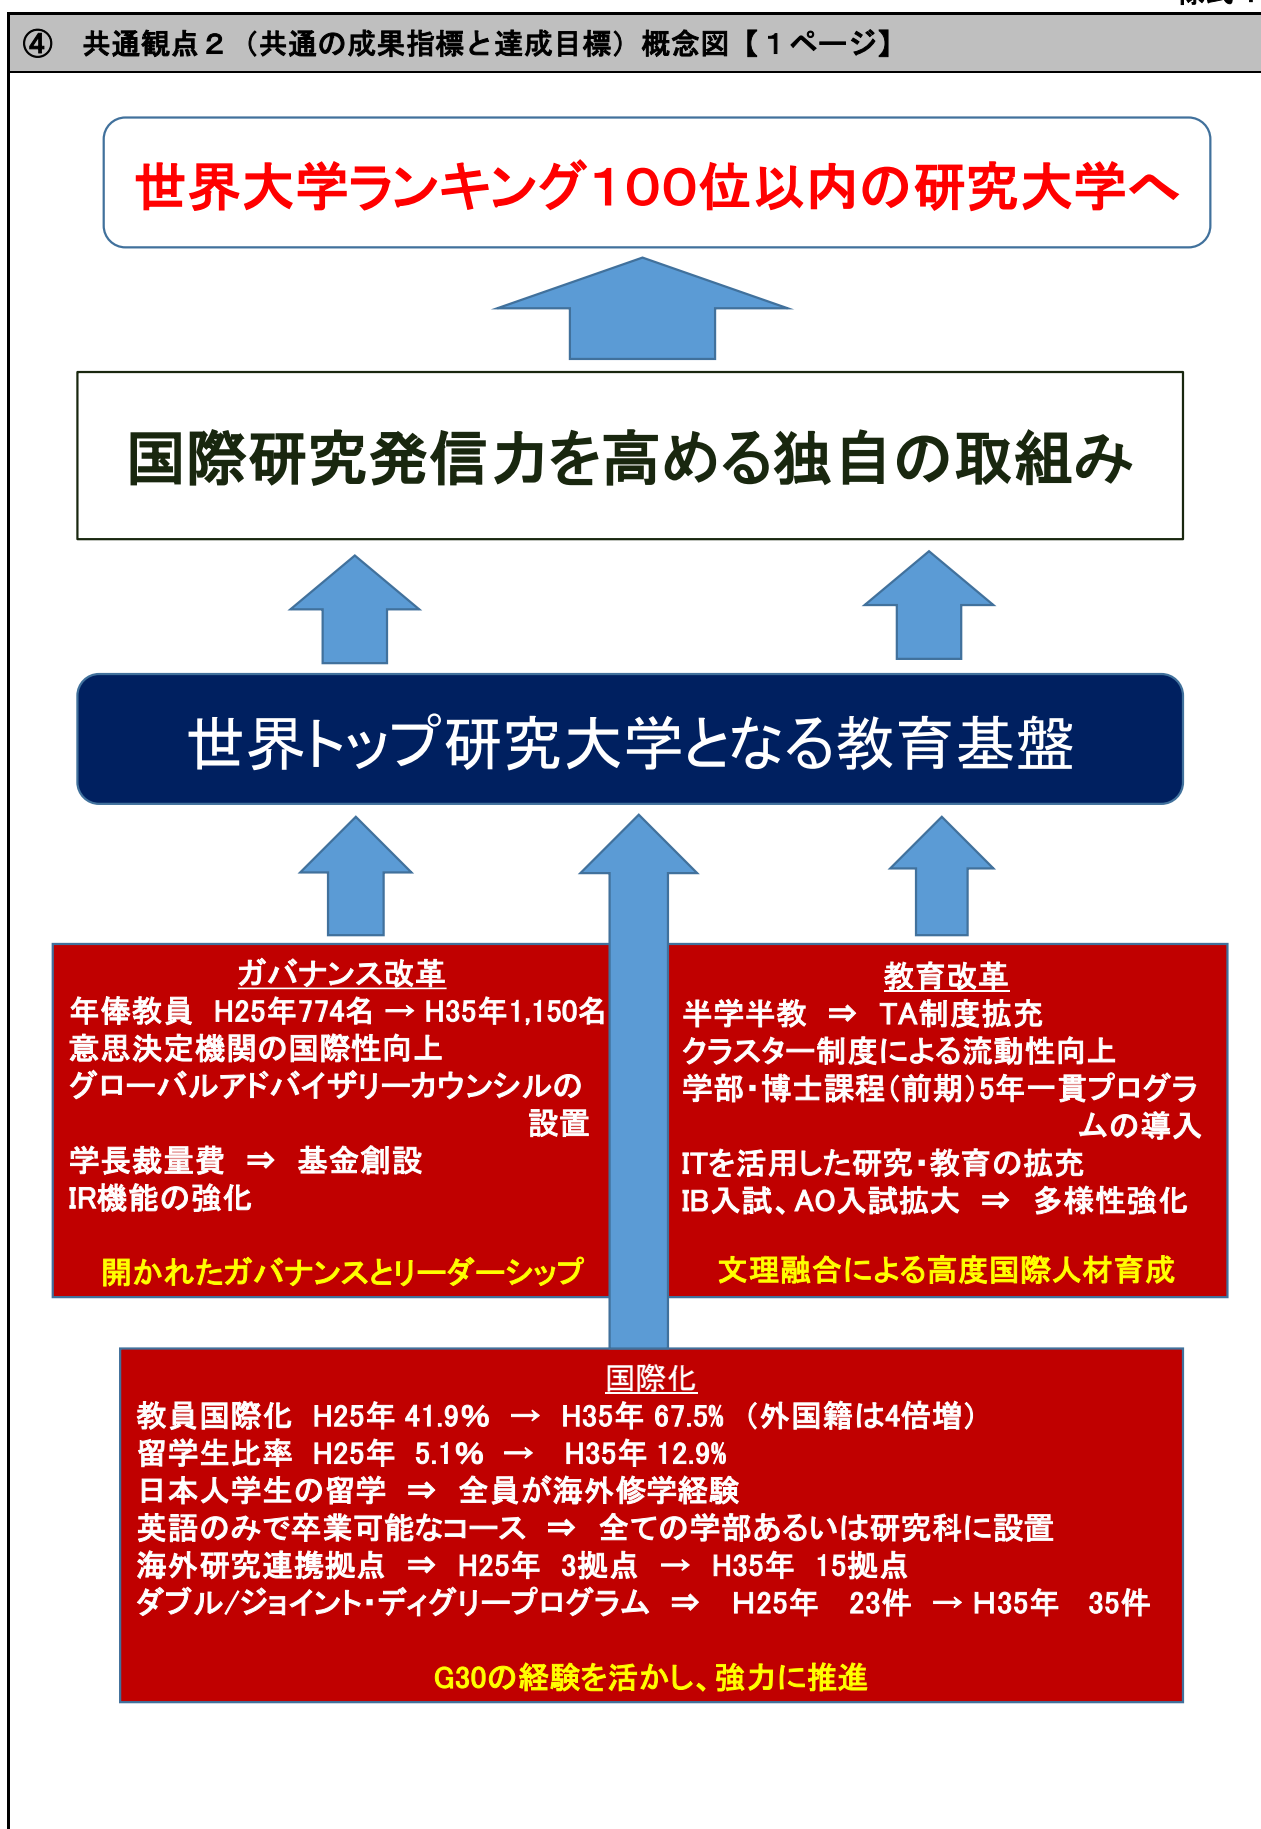 ④ 共通観点２（共通の成果指標と達成目標）概念図【１ページ】
世界大学ランキング100位以内の研究大学へ
国際研究発信力を高める独自の取組み
世界トップ研究大学となる教育基盤
ガバナンス改革
年俸教員 H25年774名 → H35年1,150名
意思決定機関の国際性向上
グローバルアドバイザリーカウンシルの
設置
学長裁量費 ⇒ 基金創設
IR機能の強化
開かれたガバナンスとリーダーシップ
教育改革
半学半教 ⇒ TA制度拡充
クラスター制度による流動性向上
学部・博士課程（前期）5年一貫プログラ
ムの導入
ITを活用した研究・教育の拡充
IB入試、AO入試拡大 ⇒ 多様性強化
文理融合による高度国際人材育成
国際化
教員国際化 H25年 41.9% → H35年 67.5% （外国籍は4倍増）
留学生比率 H25年 5.1% → H35年 12.9%
日本人学生の留学 ⇒ 全員が海外修学経験
英語のみで卒業可能なコース ⇒ 全ての学部あるいは研究科に設置
海外研究連携拠点 ⇒ H25年 3拠点 → H35年 15拠点
ダブル/ジョイント・ディグリープログラム ⇒ H25年 23件 → H35年 35件
G30の経験を活かし、強力に推進